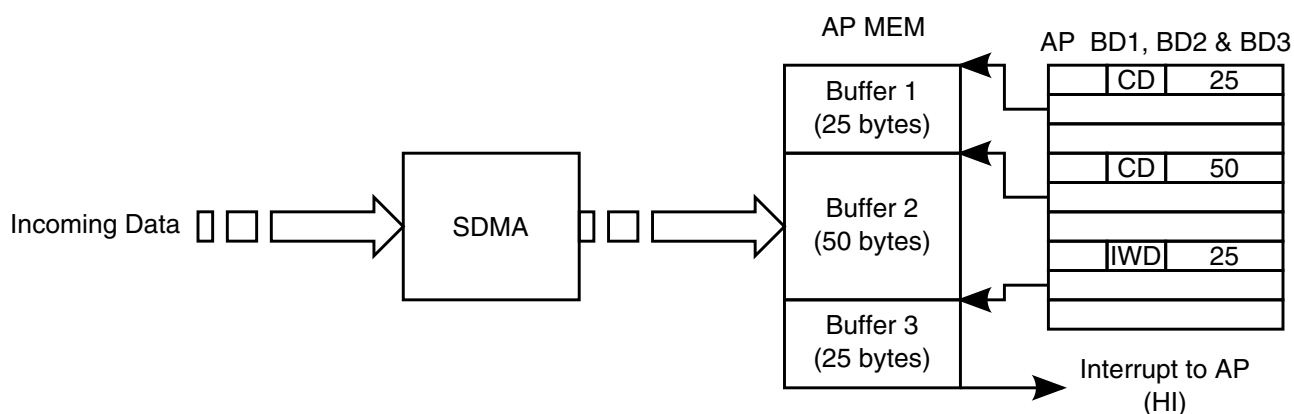 AP MEM
AP BD1, BD2 & BD3
Buffer 1
(25 bytes)
CD 25
Incoming Data
SDMA
Buffer 2
(50 bytes)
CD 50
IWD 25
Buffer 3
(25 bytes)
Interrupt to AP
(HI)